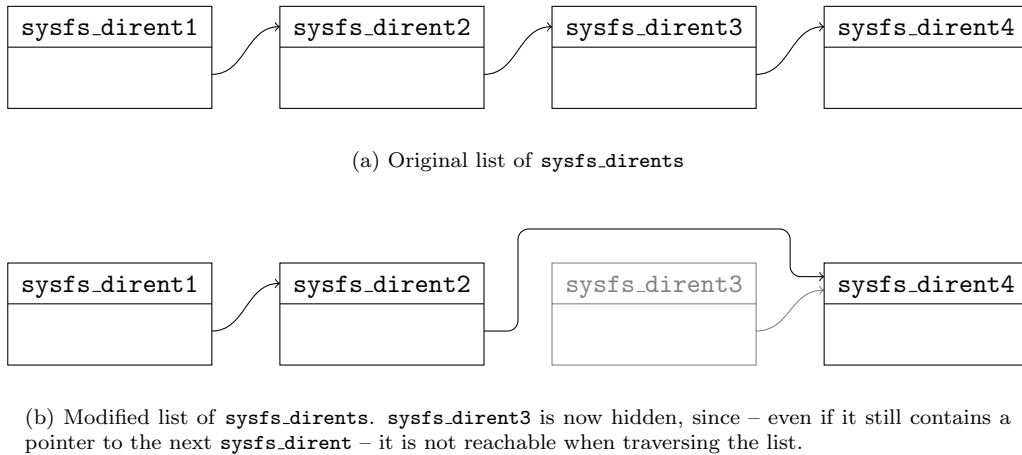 sysfs_dirent1 sysfs_dirent2 sysfs_dirent3 sysfs_dirent4
(a) Original list of sysfs_dirents
sysfs_dirent1 sysfs_dirent2 sysfs_dirent3 sysfs_dirent4
(b) Modified list of sysfs_dirents. sysfs_dirent3 is now hidden, since – even if it still contains a
pointer to the next sysfs_dirent – it is not reachable when traversing the list.